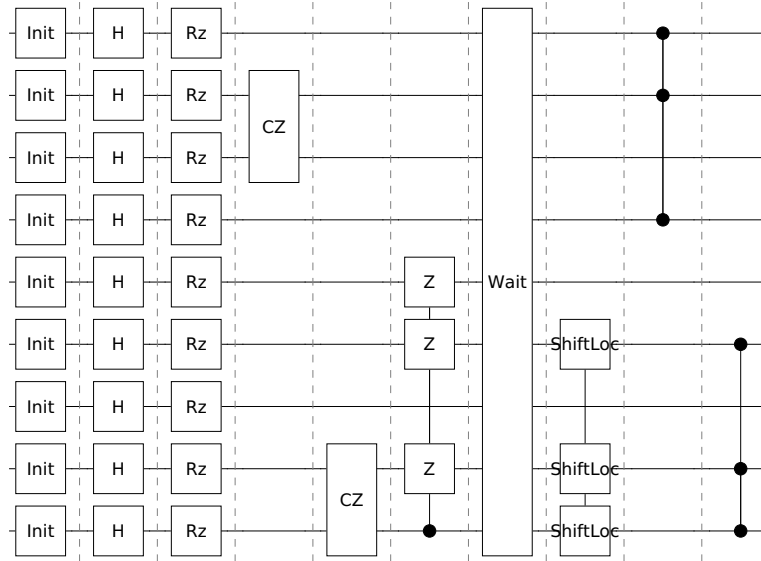 Init H Rz
Init H Rz
CZ
Init H Rz
Init H Rz
Init H Rz Z Wait
Init H Rz Z ShiftLoc
Init H Rz
Init H Rz Z ShiftLoc
CZ
Init H Rz ShiftLoc